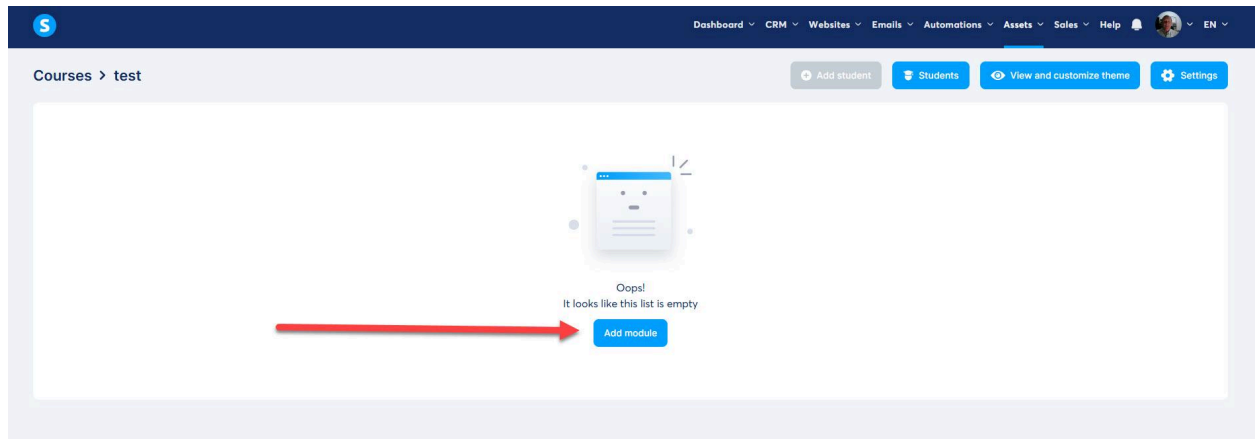 S
Dashboard CRM Websites Emails Automations Assets Sales Help EN
Courses > test
Add student Students View and customize theme Settings
Oops!
It looks like this list is empty
Add module